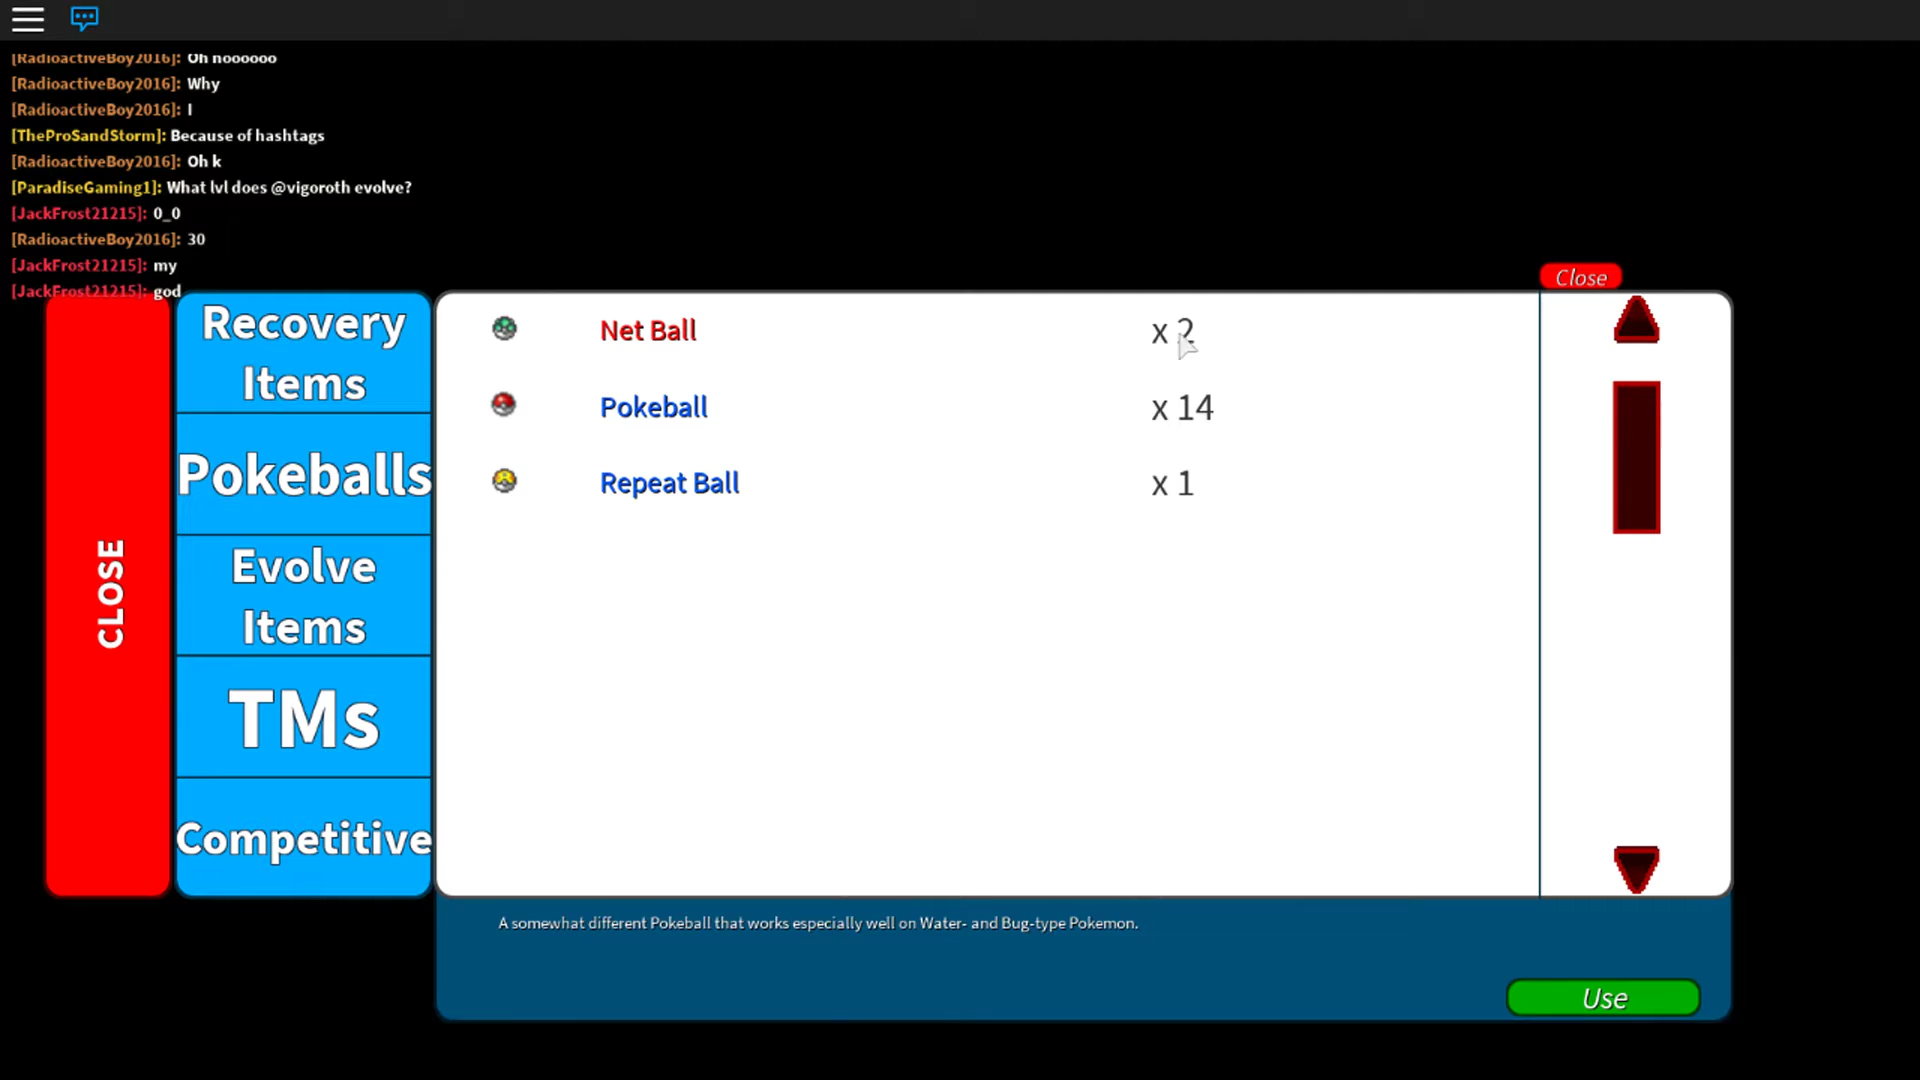 [RadioactiveBoy2016]: Oh noooooo
[RadioactiveBoy2016]: Why
[RadioactiveBoy2016]: I
[TheProSandStorm]: Because of hashtags
[RadioactiveBoy2016]: Oh k
[ParadiseGaming1]: What lvl does @vigoroth evolve?
[JackFrost21215]: 0_0
[RadioactiveBoy2016]: 30
[JackFrost21215]: my
[JackFrost21215]: god
Close
CLOSE
Recovery
Items
Pokeballs
Evolve
Items
TMs
Competitive
Net Ball x 2
Pokeball x 14
Repeat Ball x 1
A somewhat different Pokeball that works especially well on Water- and Bug-type Pokemon.
Use